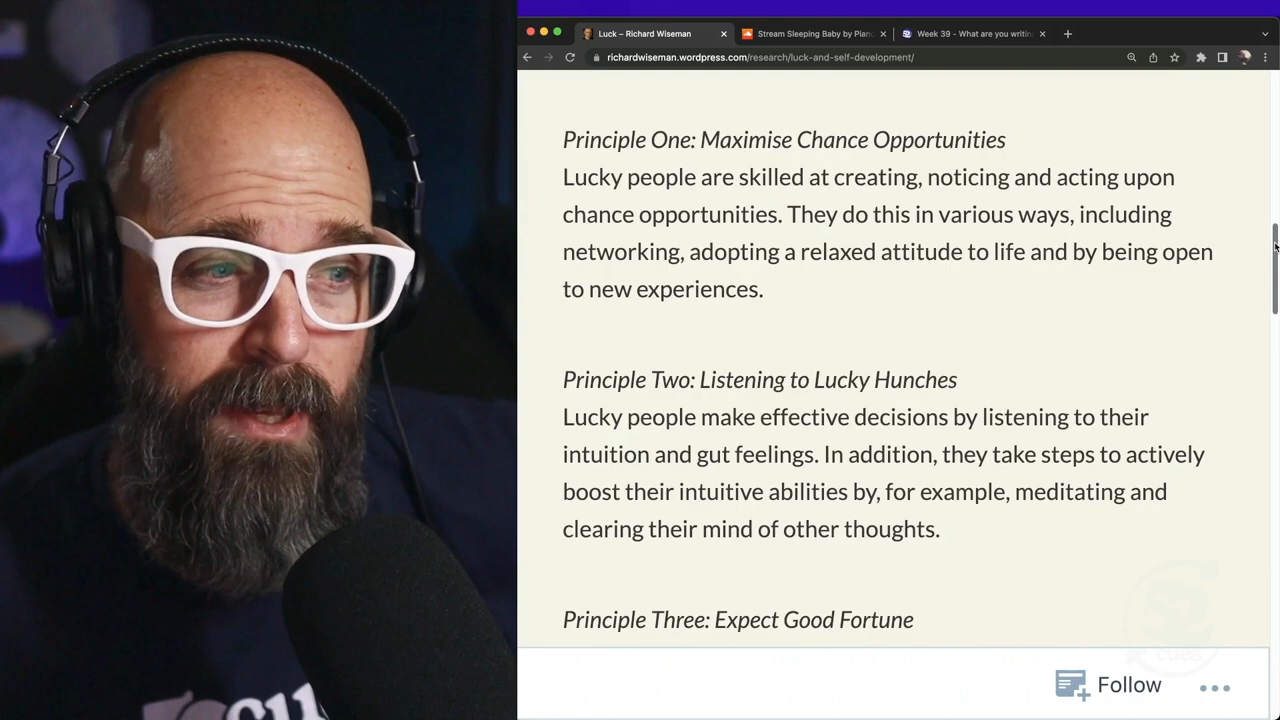 Luck – Richard Wiseman
Stream Sleeping Baby by Piano
Week 39 - What are you writin
richardwiseman.wordpress.com/research/luck-and-self-development/
Principle One: Maximise Chance Opportunities
Lucky people are skilled at creating, noticing and acting upon
chance opportunities. They do this in various ways, including
networking, adopting a relaxed attitude to life and by being open
to new experiences.
Principle Two: Listening to Lucky Hunches
Lucky people make effective decisions by listening to their
intuition and gut feelings. In addition, they take steps to actively
boost their intuitive abilities by, for example, meditating and
clearing their mind of other thoughts.
Principle Three: Expect Good Fortune
52
cues
Follow